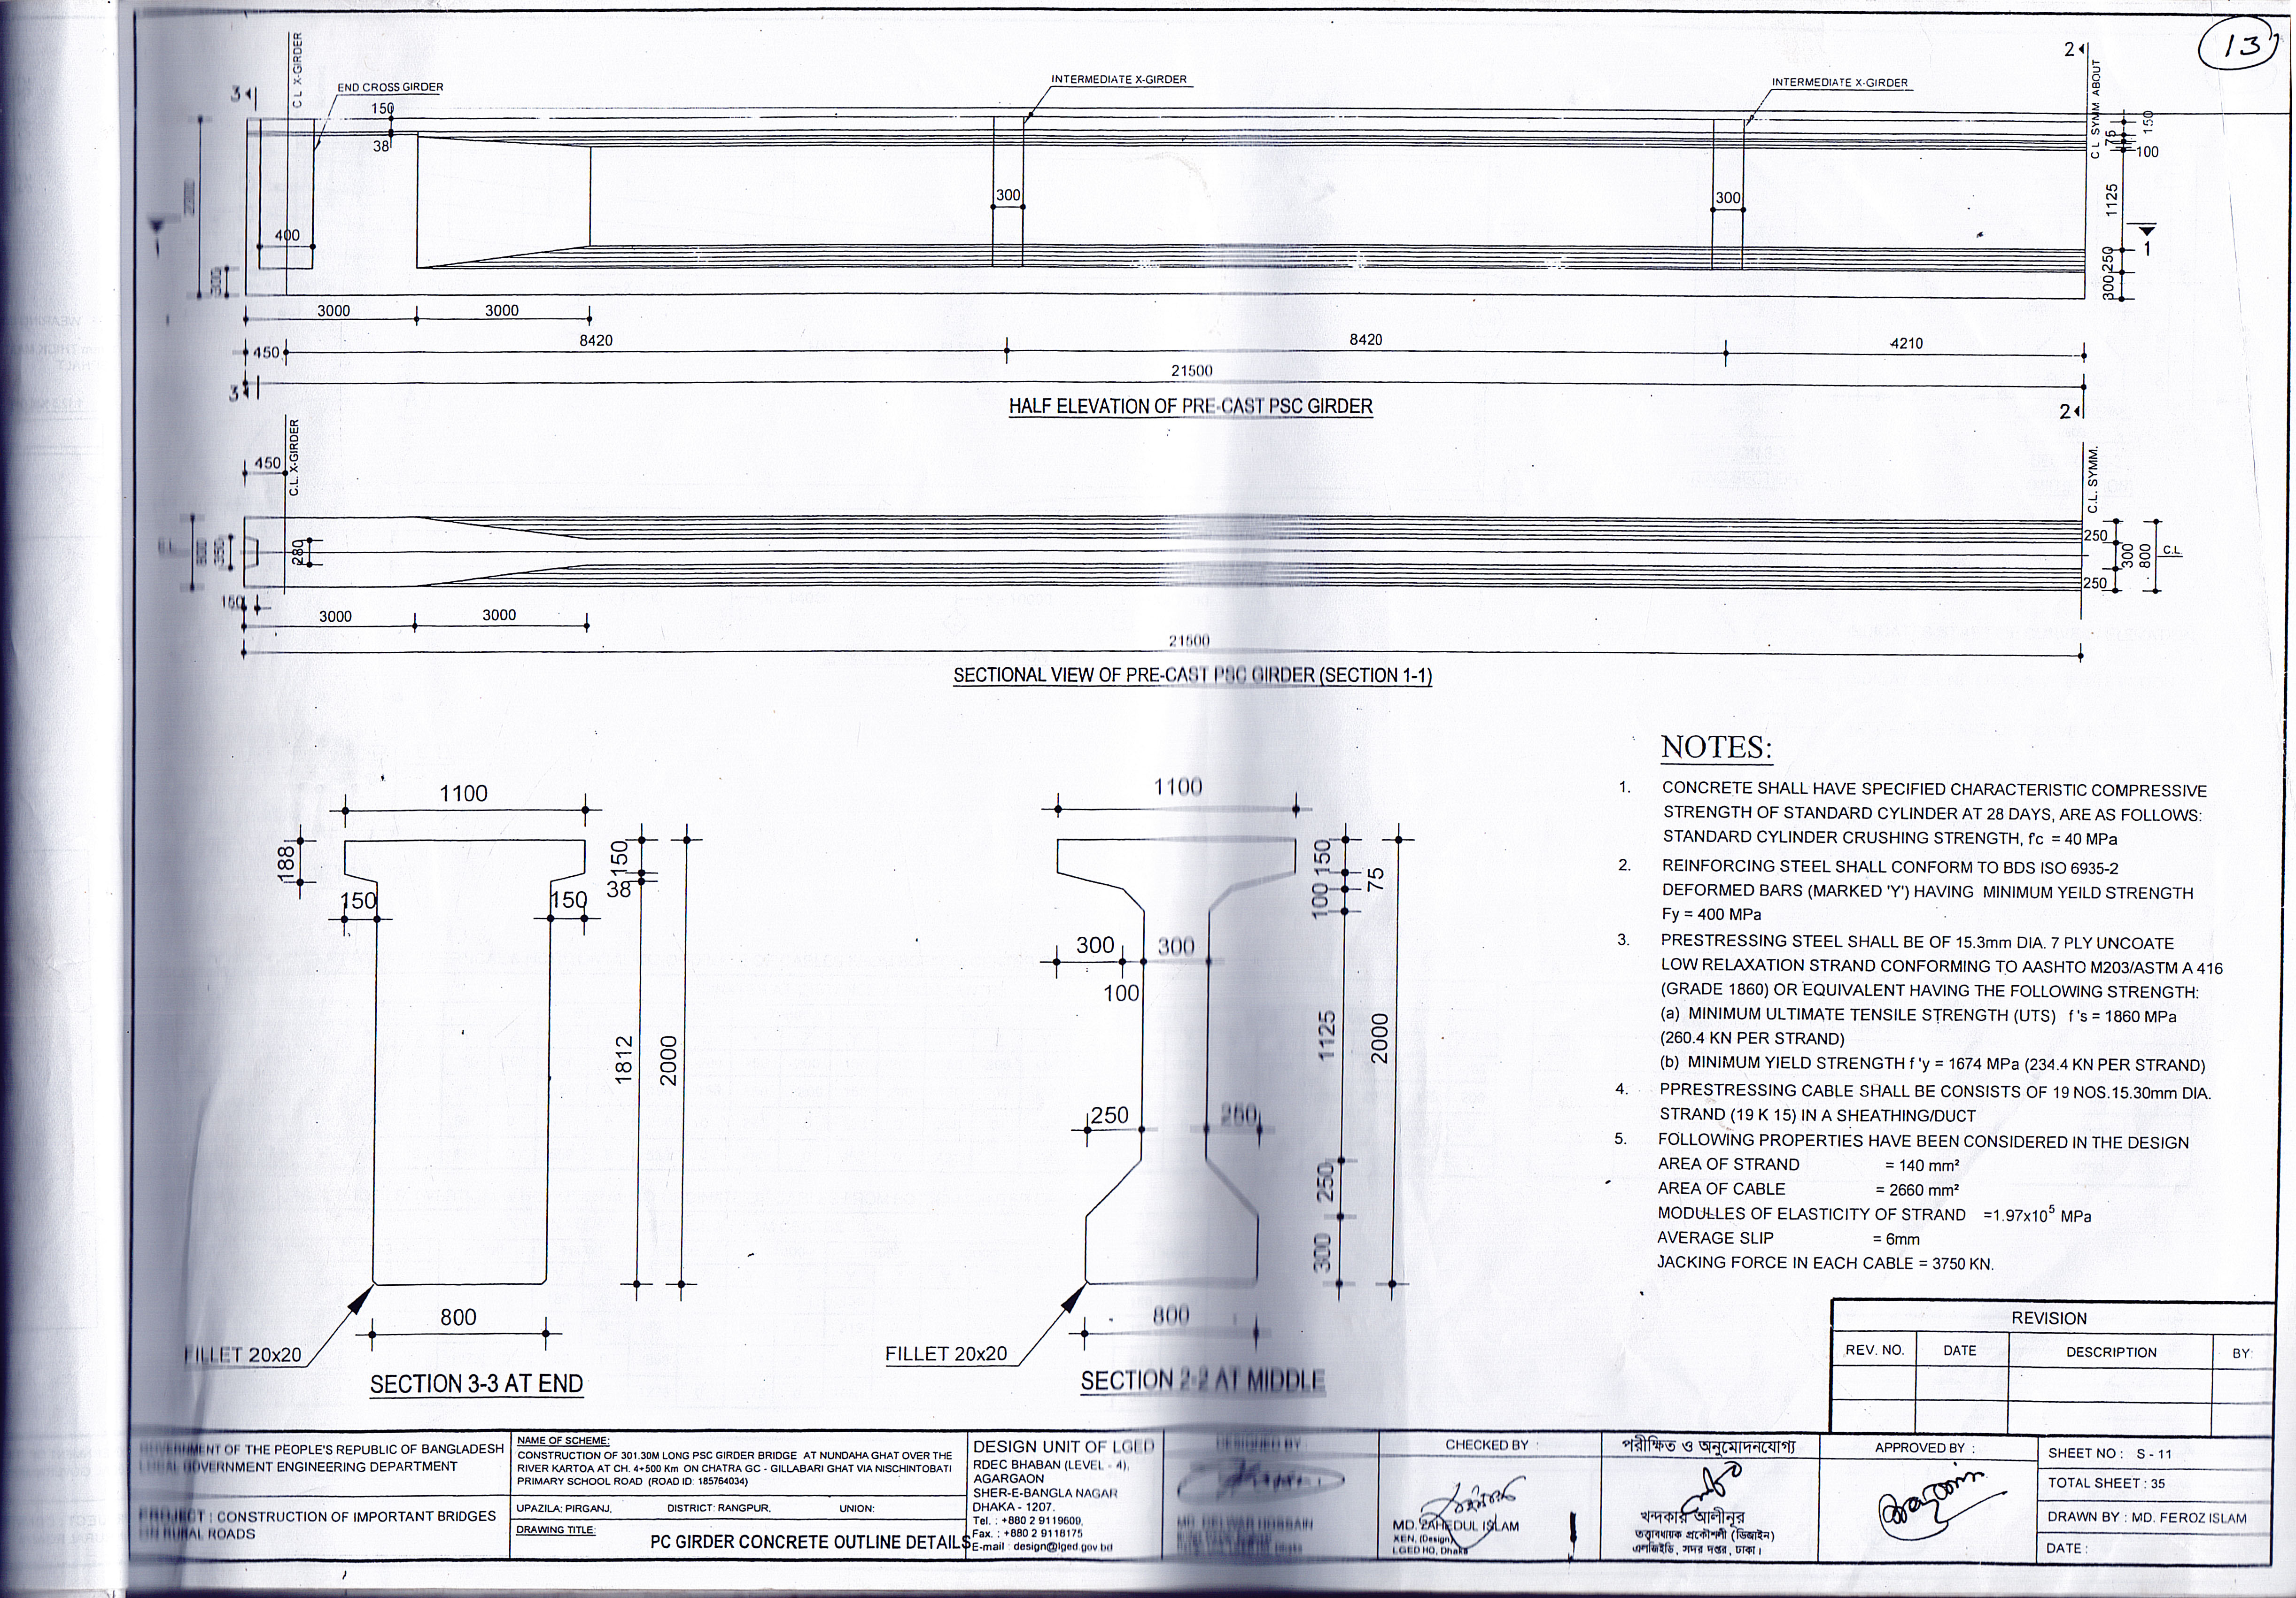 13
2
C L X-GIRDER
END CROSS GIRDER
INTERMEDIATE X-GIRDER
INTERMEDIATE X-GIRDER
C L SYMM ABOUT
3
150
38
150
75
100
300
300
1125
400
1
1
250
300
300
3000
3000
450
8420
8420
4210
21500
3
2
HALF ELEVATION OF PRE-CAST PSC GIRDER
C.L. X-GIRDER
C.L. SYMM.
450
280
800
350
250
300
800
C.L.
250
150
3000
3000
21500
SECTIONAL VIEW OF PRE-CAST PSC GIRDER (SECTION 1-1)
1100
188
150
38
150
150
1812
2000
800
FILLET 20x20
SECTION 3-3 AT END
1100
150
75
100
300
300
100
1125
2000
250
250
250
300
800
FILLET 20x20
SECTION 2-2 AT MIDDLE
NOTES:
1. CONCRETE SHALL HAVE SPECIFIED CHARACTERISTIC COMPRESSIVE
STRENGTH OF STANDARD CYLINDER AT 28 DAYS, ARE AS FOLLOWS:
STANDARD CYLINDER CRUSHING STRENGTH, f'c = 40 MPa
2. REINFORCING STEEL SHALL CONFORM TO BDS ISO 6935-2
DEFORMED BARS (MARKED 'Y') HAVING MINIMUM YEILD STRENGTH
Fy = 400 MPa
3. PRESTRESSING STEEL SHALL BE OF 15.3mm DIA. 7 PLY UNCOATE
LOW RELAXATION STRAND CONFORMING TO AASHTO M203/ASTM A 416
(GRADE 1860) OR EQUIVALENT HAVING THE FOLLOWING STRENGTH:
(a) MINIMUM ULTIMATE TENSILE STRENGTH (UTS) f 's = 1860 MPa
(260.4 KN PER STRAND)
(b) MINIMUM YIELD STRENGTH f 'y = 1674 MPa (234.4 KN PER STRAND)
4. PPRESTRESSING CABLE SHALL BE CONSISTS OF 19 NOS.15.30mm DIA.
STRAND (19 K 15) IN A SHEATHING/DUCT
5. FOLLOWING PROPERTIES HAVE BEEN CONSIDERED IN THE DESIGN
AREA OF STRAND = 140 mm²
AREA OF CABLE = 2660 mm²
MODULLES OF ELASTICITY OF STRAND =1.97x10⁵ MPa
AVERAGE SLIP = 6mm
JACKING FORCE IN EACH CABLE = 3750 KN.
REVISION
REV. NO. DATE DESCRIPTION BY:
GOVERNMENT OF THE PEOPLE'S REPUBLIC OF BANGLADESH
LOCAL GOVERNMENT ENGINEERING DEPARTMENT
PROJECT : CONSTRUCTION OF IMPORTANT BRIDGES
ON RURAL ROADS
NAME OF SCHEME:
CONSTRUCTION OF 301.30M LONG PSC GIRDER BRIDGE AT NUNDAHA GHAT OVER THE
RIVER KARTOA AT CH. 4+500 Km ON CHATRA GC - GILLABARI GHAT VIA NISCHINTOBATI
PRIMARY SCHOOL ROAD (ROAD ID: 185764034)
UPAZILA: PIRGANJ, DISTRICT: RANGPUR, UNION:
DRAWING TITLE:
PC GIRDER CONCRETE OUTLINE DETAILS
DESIGN UNIT OF LGED
RDEC BHABAN (LEVEL - 4),
AGARGAON
SHER-E-BANGLA NAGAR
DHAKA - 1207.
Tel. : +880 2 9119609,
Fax. : +880 2 9118175
E-mail : design@lged.gov.bd
DESIGNED BY :
CHECKED BY :
MD. ZAHEDUL ISLAM
XEN, (Design)
LGED HQ, Dhaka
পরীক্ষিত ও অনুমোদনযোগ্য
খন্দকার আলীনূর
তত্ত্বাবধায়ক প্রকৌশলী (ডিজাইন)
এলজিইডি, সদর দপ্তর, ঢাকা।
APPROVED BY :
SHEET NO : S - 11
TOTAL SHEET : 35
DRAWN BY : MD. FEROZ ISLAM
DATE :